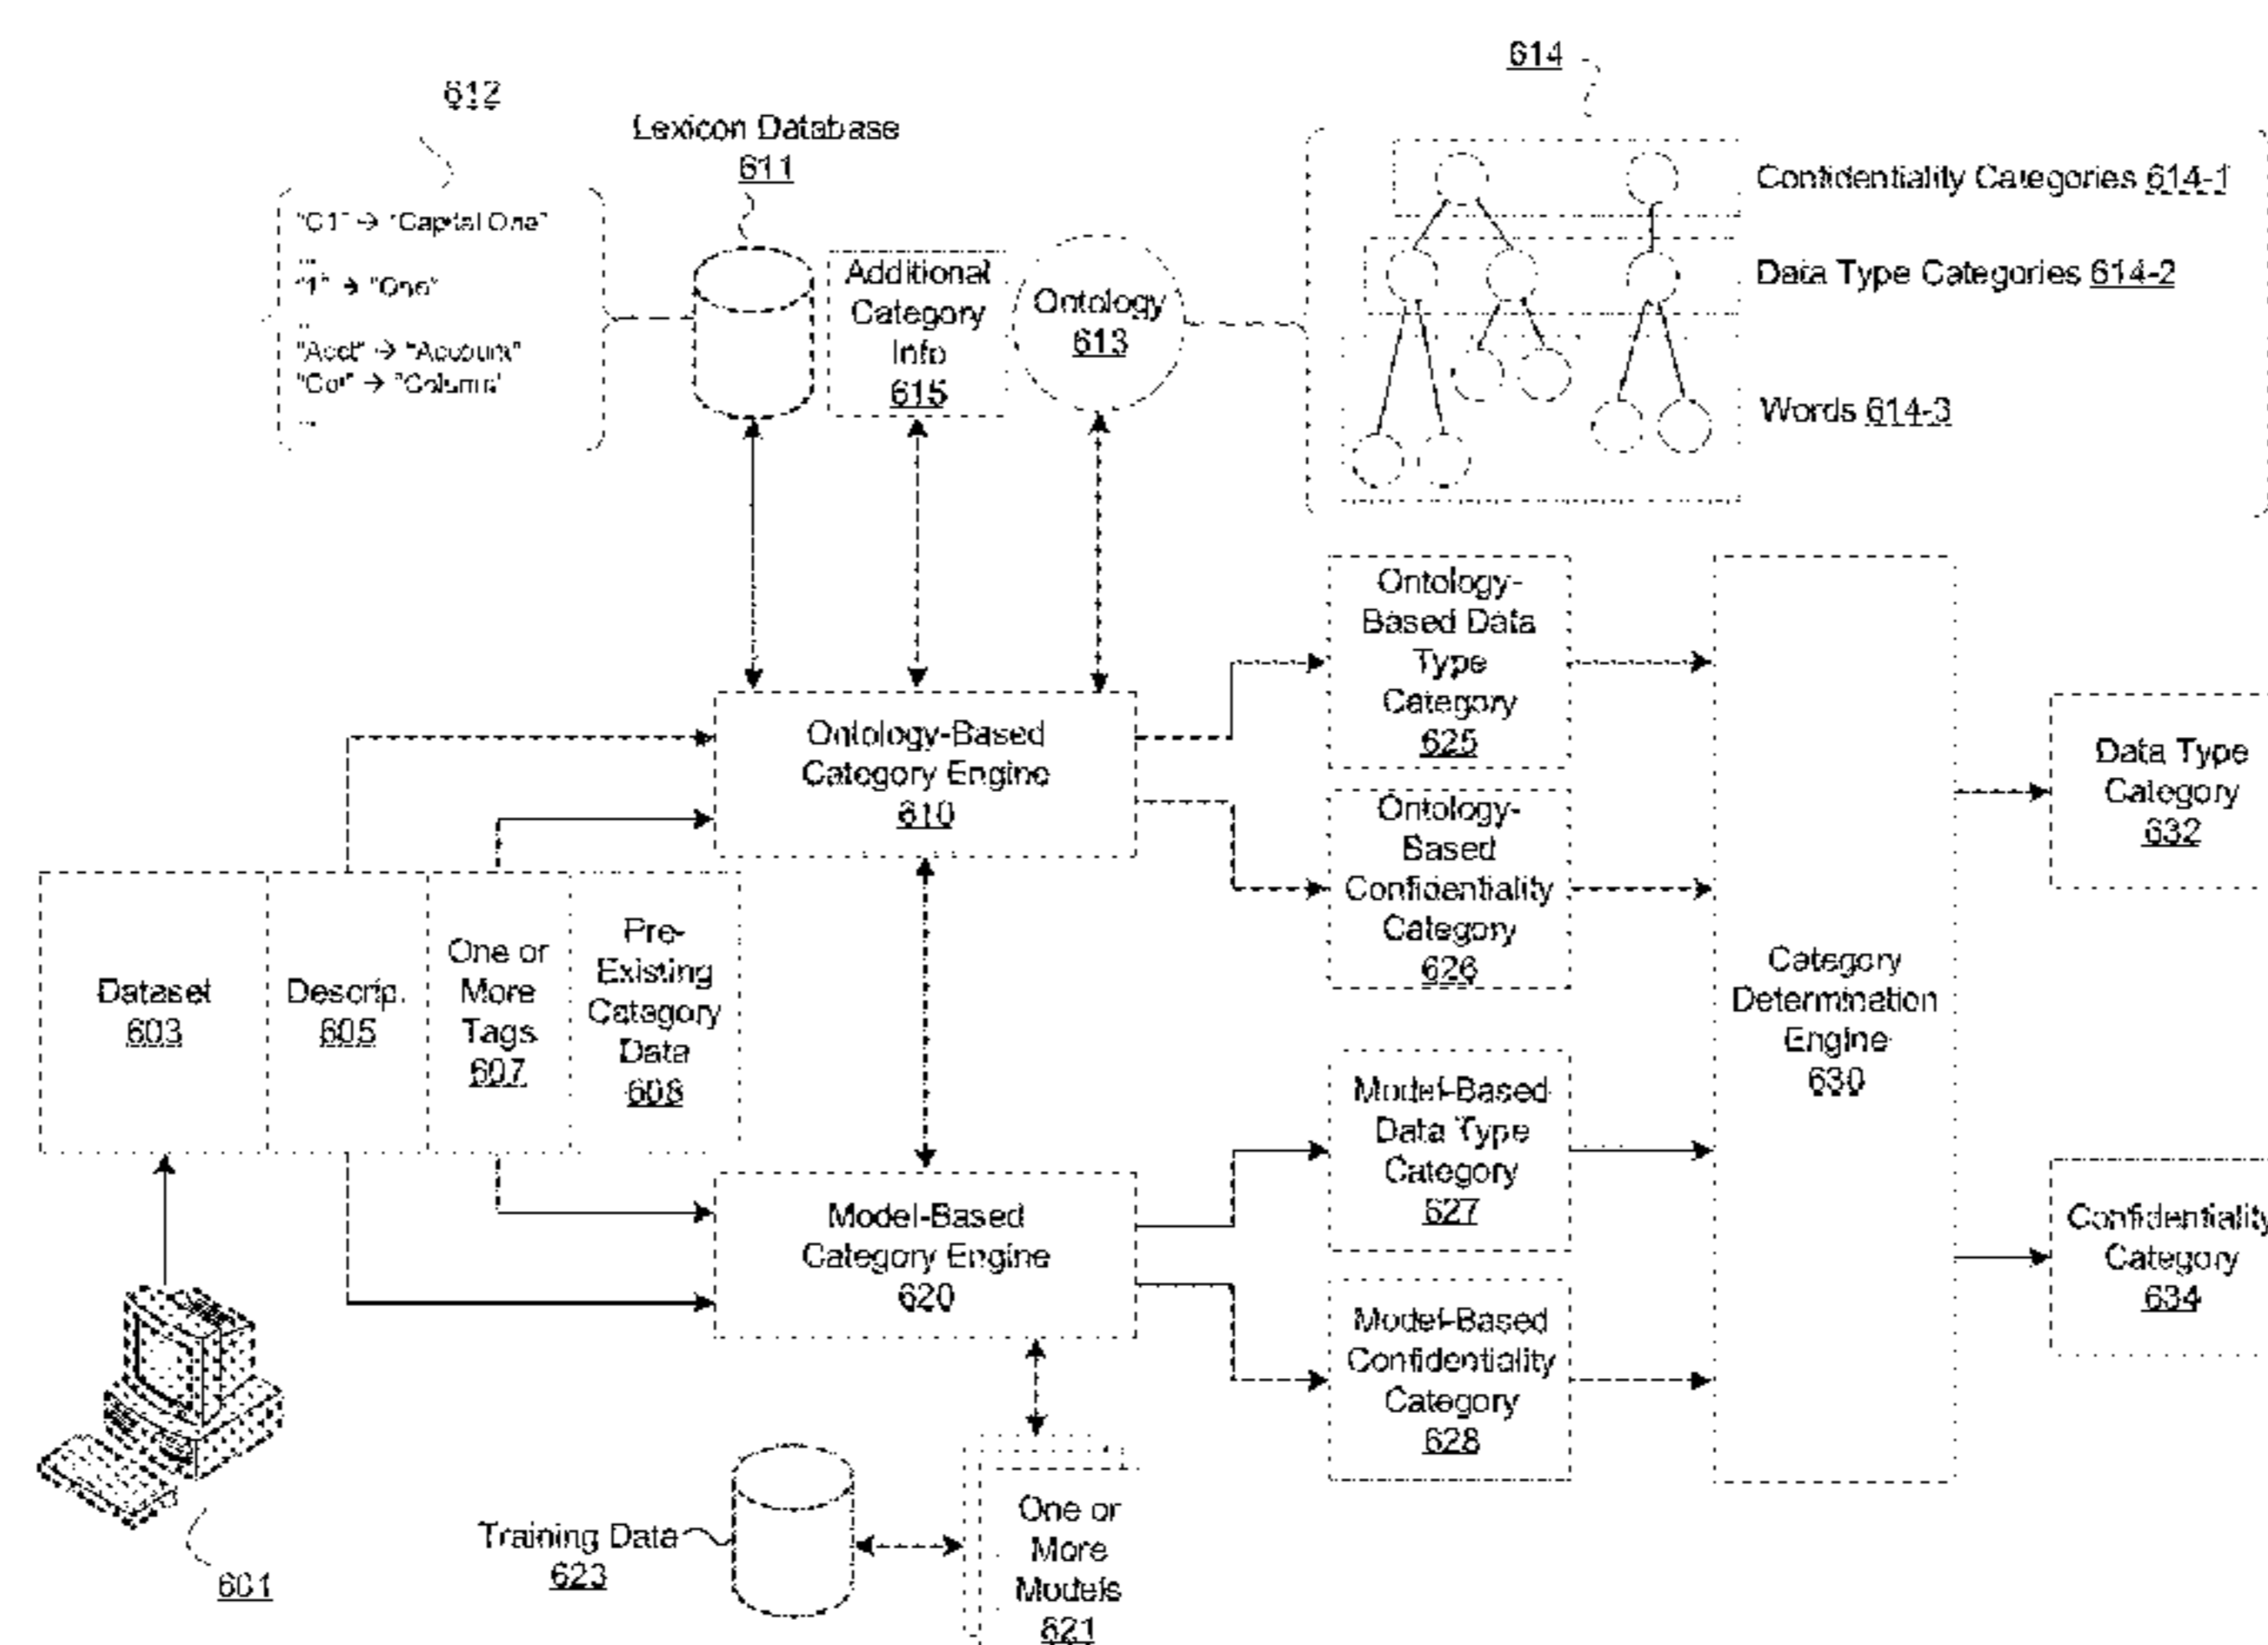 612
"C1" → "Capital One"
...
"1" → "One"
...
"Acct" → "Account"
"Col" → "Column"
...
Lexicon Database
611
Additional
Category
Info
615
Ontology
613
614
Confidentiality Categories 614-1
Data Type Categories 614-2
Words 614-3
Ontology-Based
Category Engine
610
Ontology-
Based Data
Type
Category
625
Ontology-
Based
Confidentiality
Category
626
Category
Determination
Engine
630
Data Type
Category
632
Confidentiality
Category
634
Dataset
603
Descrip.
605
One or
More
Tags
607
Pre-
Existing
Catagory
Data
608
Model-Based
Category Engine
620
Model-Based
Data Type
Category
627
Model-Based
Confidentiality
Category
628
601
Training Data
623
One or
More
Models
621